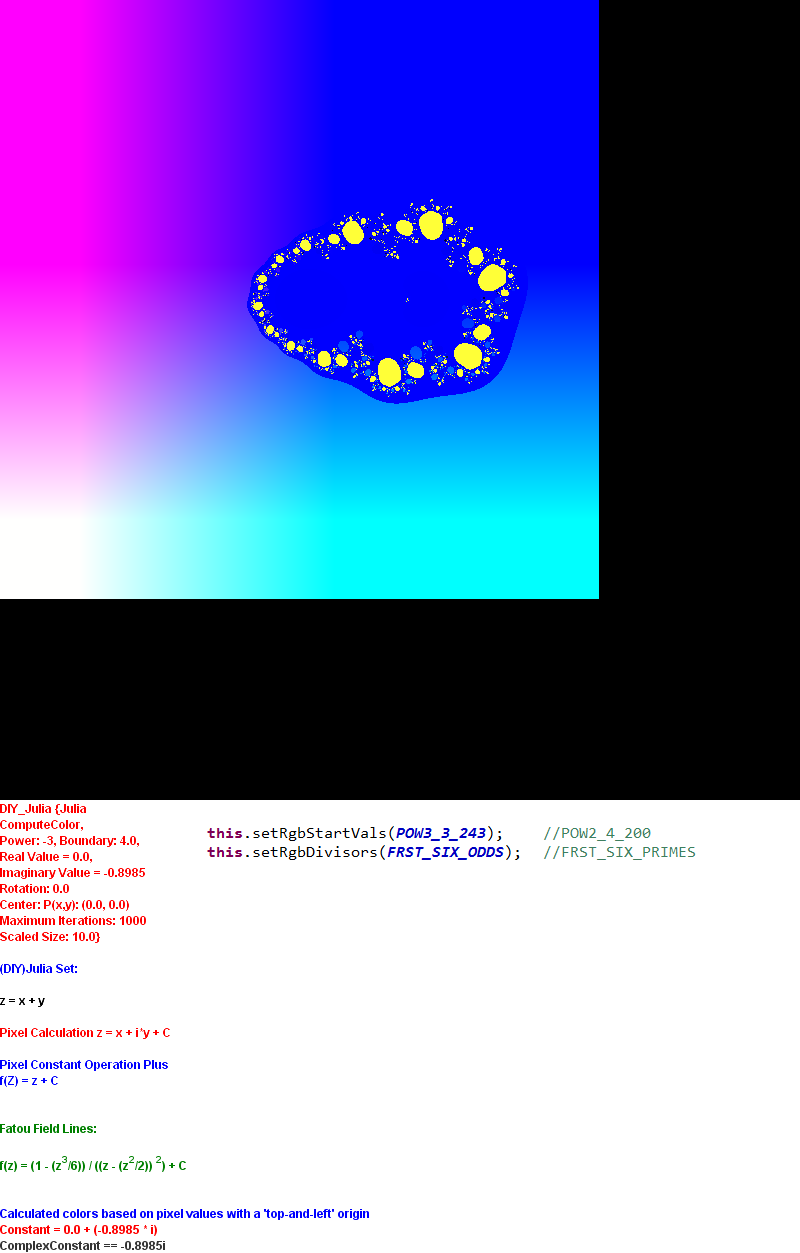 DIY_Julia {Julia
ComputeColor,
Power: -3, Boundary: 4.0,
Real Value = 0.0,
Imaginary Value = -0.8985
Rotation: 0.0
Center: P(x,y): (0.0, 0.0)
Maximum Iterations: 1000
Scaled Size: 10.0}
this.setRgbStartVals(POW3_3_243); //POW2_4_200
this.setRgbDivisors(FRST_SIX_ODDS); //FRST_SIX_PRIMES
(DIY)Julia Set:
z = x + y
Pixel Calculation z = x + i*y + C
Pixel Constant Operation Plus
f(Z) = z + C
Fatou Field Lines:
f(z) = (1 - (z³/6)) / ((z - (z²/2)) ²) + C
Calculated colors based on pixel values with a 'top-and-left' origin
Constant = 0.0 + (-0.8985 * i)
ComplexConstant == -0.8985i